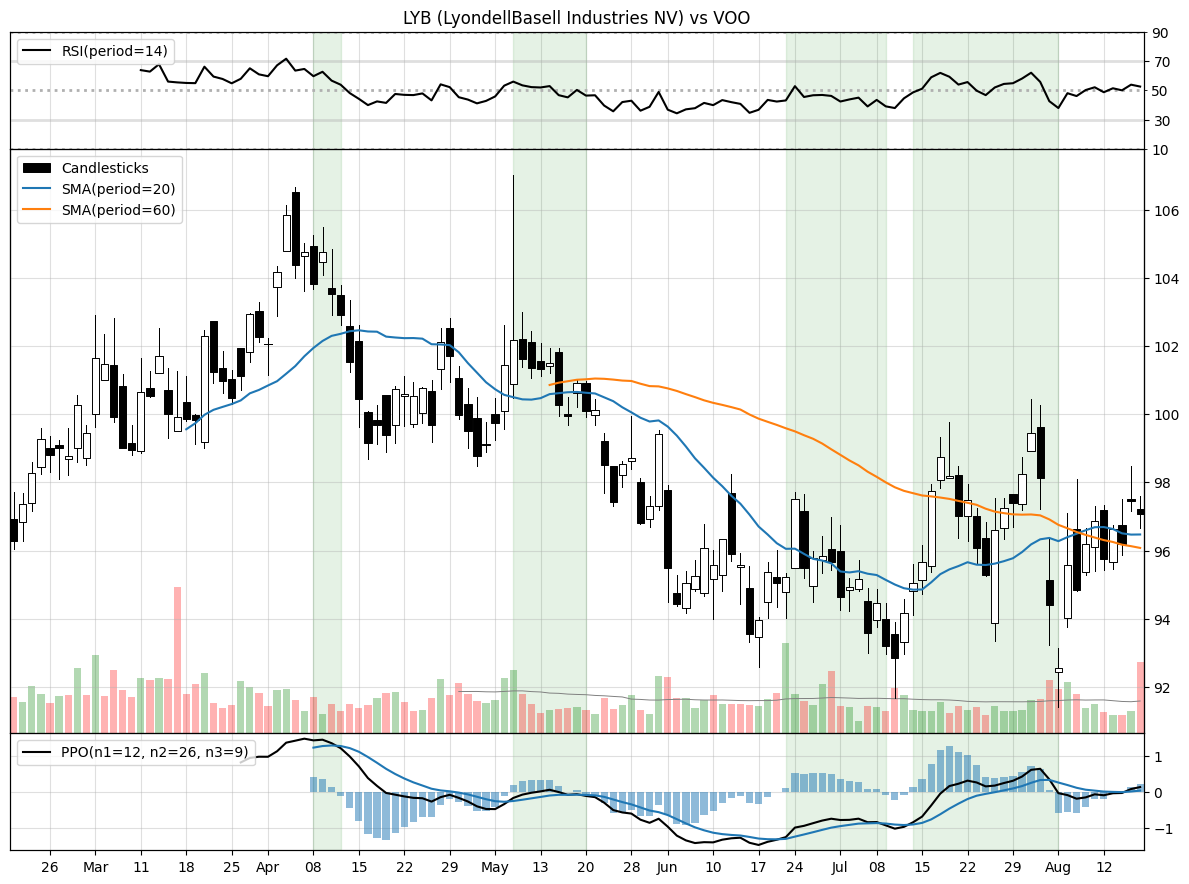 LYB (LyondellBasell Industries NV) vs VOO
RSI(period=14)
90
70
50
30
10
Candlesticks
SMA(period=20)
SMA(period=60)
106
104
102
100
98
96
94
92
PPO(n1=12, n2=26, n3=9)
1
0
−1
26 Mar 11 18 25 Apr 08 15 22 29 May 13 20 28 Jun 10 17 24 Jul 08 15 22 29 Aug 12